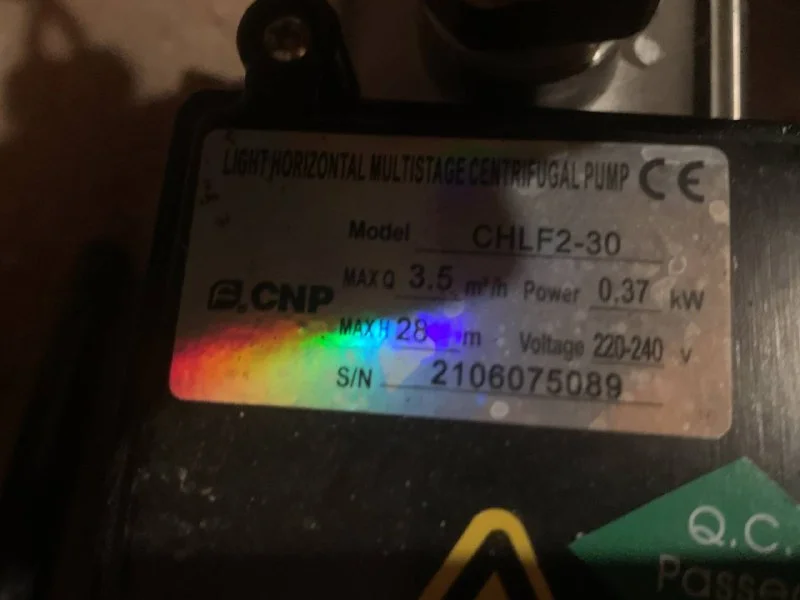 LIGHT HORIZONTAL MULTISTAGE CENTRIFUGAL PUMP CE
Model CHLF2-30
CNP
MAX Q 3.5 m³/h Power 0.37 kW
MAX H 28 m Voltage 220-240 v
S/N 2106075089
Q.C.
Passe